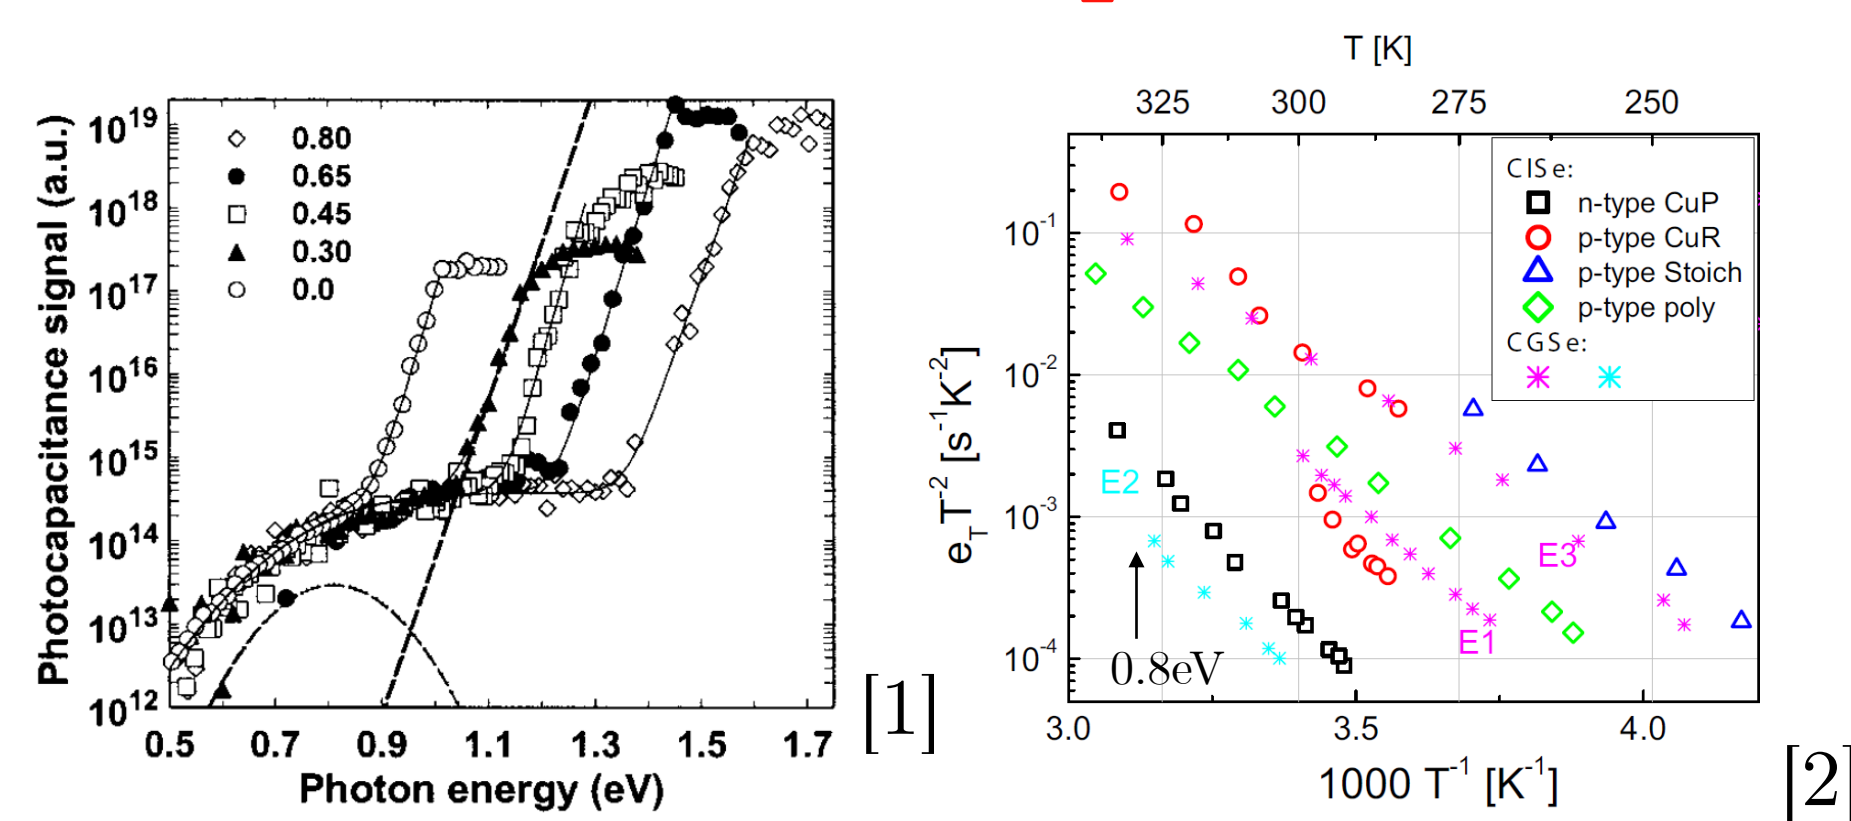 Photocapacitance signal (a.u.)
10^19
10^18
10^17
10^16
10^15
10^14
10^13
10^12
0.80
0.65
0.45
0.30
0.0
0.5 0.7 0.9 1.1 1.3 1.5 1.7
Photon energy (eV)
[1]
T [K]
325 300 275 250
e_T T^-2 [s^-1K^-2]
10^-1
10^-2
10^-3
10^-4
CISe:
n-type CuP
p-type CuR
p-type Stoich
p-type poly
CGSe:
E2
E3
E1
0.8eV
3.0 3.5 4.0
1000 T^-1 [K^-1]
[2]